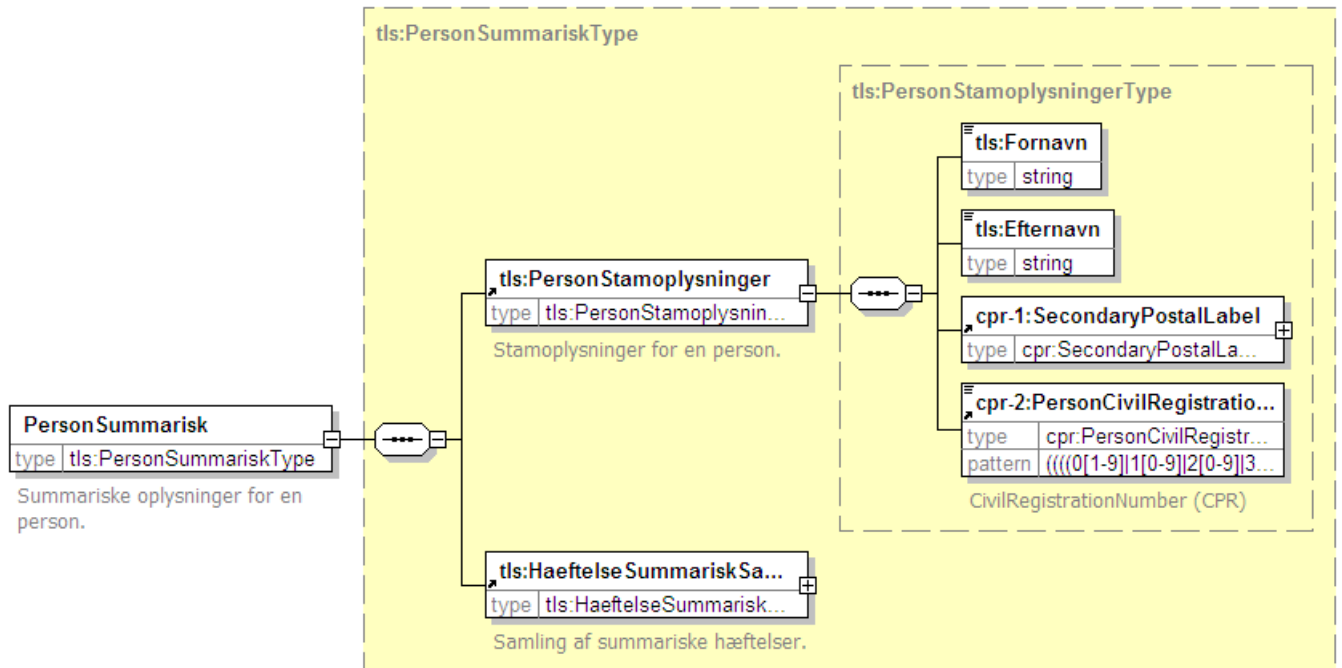 tls:PersonSummariskType
tls:PersonStamoplysningerType
tls:Fornavn
type string
tls:Efternavn
type string
tls:PersonStamoplysninger
type tls:PersonStamoplysnin...
Stamoplysninger for en person.
cpr-1:SecondaryPostalLabel
type cpr:SecondaryPostalLa...
cpr-2:PersonCivilRegistratio...
type cpr:PersonCivilRegistr...
pattern ((((0[1-9]|1[0-9]|2[0-9]|3...
CivilRegistrationNumber (CPR)
PersonSummarisk
type tls:PersonSummariskType
Summariske oplysninger for en
person.
tls:HaeftelseSummariskSa...
type tls:HaeftelseSummarisk...
Samling af summariske hæftelser.